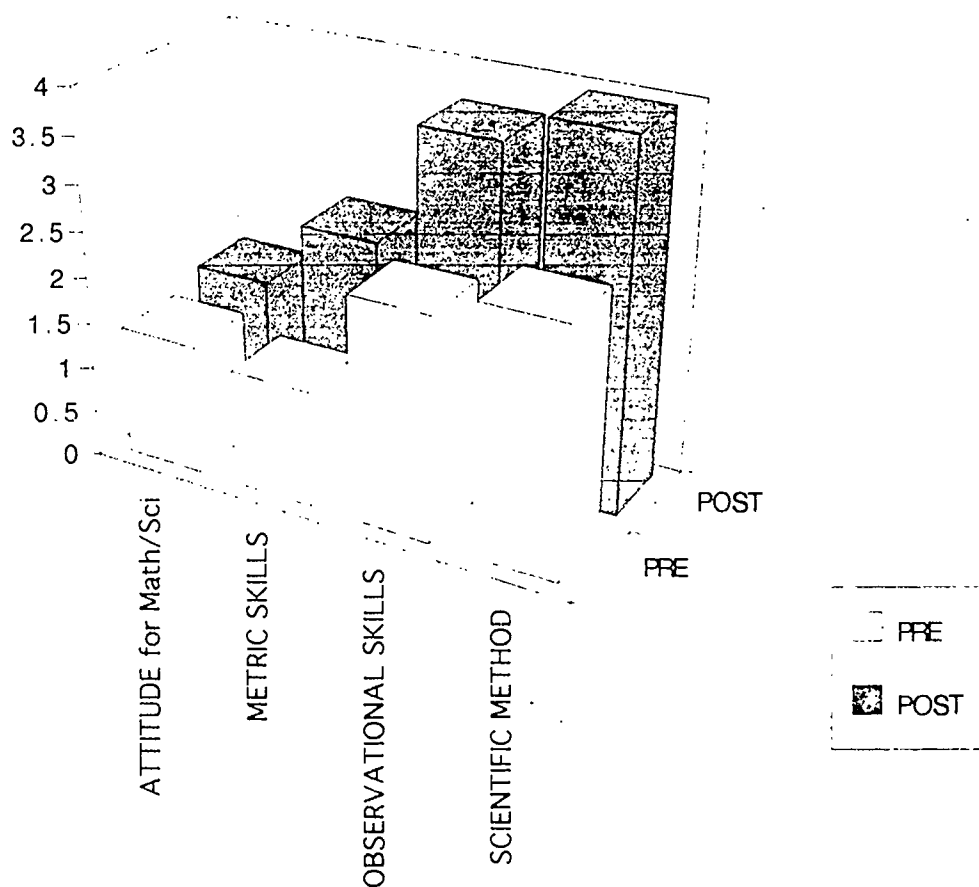 4
3.5
3
2.5
2
1.5
1
0.5
0
ATTITUDE for Math/Sci
METRIC SKILLS
OBSERVATIONAL SKILLS
SCIENTIFIC METHOD
POST
PRE
PRE
POST